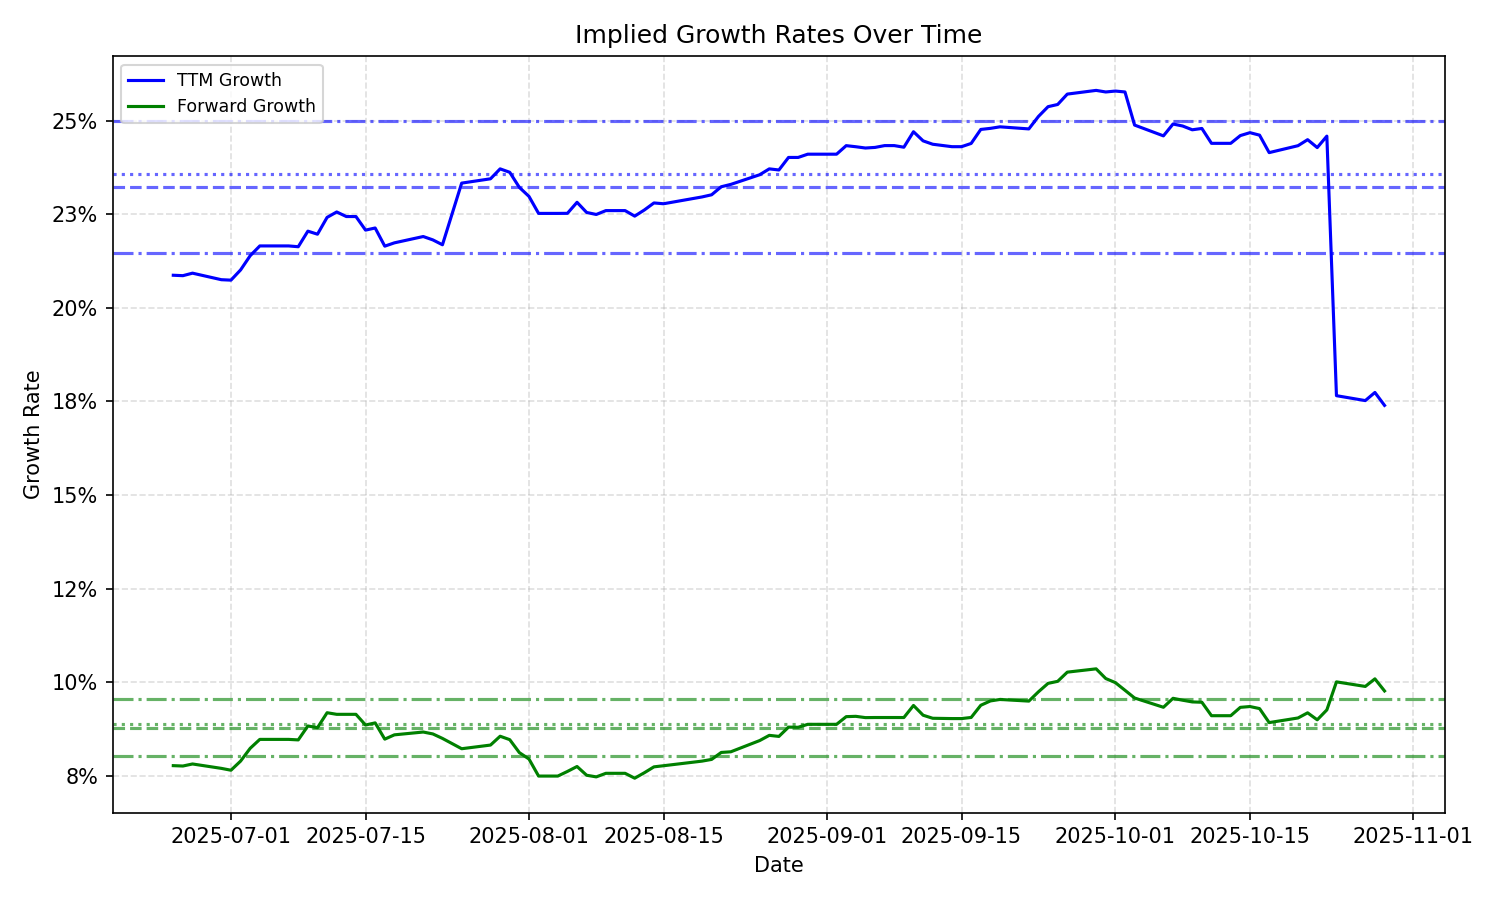 Implied Growth Rates Over Time
TTM Growth
Forward Growth
25%
23%
20%
18%
15%
12%
10%
8%
Growth Rate
2025-07-01 2025-07-15 2025-08-01 2025-08-15 2025-09-01 2025-09-15 2025-10-01 2025-10-15 2025-11-01
Date